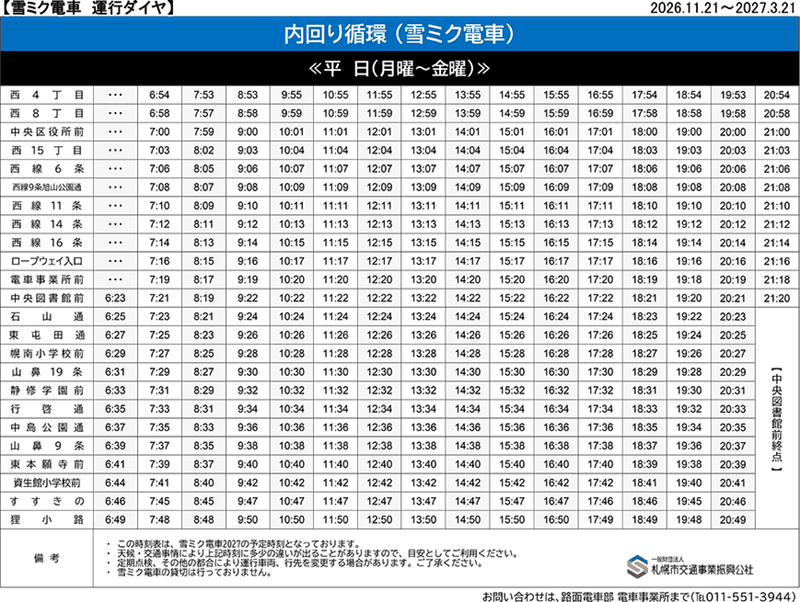 【雪ミク電車 運行ダイヤ】 2026.11.21～2027.3.21
内回り循環（雪ミク電車）
≪平 日(月曜～金曜)≫
西4丁目 ･･･ 6:54 7:53 8:53 9:55 10:55 11:55 12:55 13:55 14:55 15:55 16:55 17:54 18:54 19:53 20:54
西8丁目 ･･･ 6:58 7:57 8:58 9:59 10:59 11:59 12:59 13:59 14:59 15:59 16:59 17:58 18:58 19:58 20:58
中央区役所前 ･･･ 7:00 7:59 9:00 10:01 11:01 12:01 13:01 14:01 15:01 16:01 17:01 18:00 19:00 20:00 21:00
西15丁目 ･･･ 7:03 8:02 9:03 10:04 11:04 12:04 13:04 14:04 15:04 16:04 17:04 18:03 19:03 20:03 21:03
西線6条 ･･･ 7:06 8:05 9:06 10:07 11:07 12:07 13:07 14:07 15:07 16:07 17:07 18:06 19:06 20:06 21:06
西線9条旭山公園通 ･･･ 7:08 8:07 9:08 10:09 11:09 12:09 13:09 14:09 15:09 16:09 17:09 18:08 19:08 20:08 21:08
西線11条 ･･･ 7:10 8:09 9:10 10:11 11:11 12:11 13:11 14:11 15:11 16:11 17:11 18:10 19:10 20:10 21:10
西線14条 ･･･ 7:12 8:11 9:12 10:13 11:13 12:13 13:13 14:13 15:13 16:13 17:13 18:12 19:12 20:12 21:12
西線16条 ･･･ 7:14 8:13 9:14 10:15 11:15 12:15 13:15 14:15 15:15 16:15 17:15 18:14 19:14 20:14 21:14
ロープウェイ入口 ･･･ 7:16 8:15 9:16 10:17 11:17 12:17 13:17 14:17 15:17 16:17 17:17 18:16 19:16 20:16 21:16
電車事業所前 ･･･ 7:19 8:17 9:19 10:20 11:20 12:20 13:20 14:20 15:20 16:20 17:20 18:19 19:18 20:19 21:18
中央図書館前 6:23 7:21 8:19 9:22 10:22 11:22 12:22 13:22 14:22 15:22 16:22 17:22 18:21 19:20 20:21 21:20
石山通 6:25 7:23 8:21 9:24 10:24 11:24 12:24 13:24 14:24 15:24 16:24 17:24 18:23 19:22 20:23
東屯田通 6:27 7:25 8:23 9:26 10:26 11:26 12:26 13:26 14:26 15:26 16:26 17:26 18:25 19:24 20:25
幌南小学校前 6:29 7:27 8:25 9:28 10:28 11:28 12:28 13:28 14:28 15:28 16:28 17:28 18:27 19:26 20:27
山鼻19条 6:31 7:29 8:27 9:30 10:30 11:30 12:30 13:30 14:30 15:30 16:30 17:30 18:29 19:28 20:29
静修学園前 6:33 7:31 8:29 9:32 10:32 11:32 12:32 13:32 14:32 15:32 16:32 17:32 18:31 19:30 20:31
行啓通 6:35 7:33 8:31 9:34 10:34 11:34 12:34 13:34 14:34 15:34 16:34 17:34 18:33 19:32 20:33
中島公園通 6:37 7:35 8:33 9:36 10:36 11:36 12:36 13:36 14:36 15:36 16:36 17:36 18:35 19:34 20:35
山鼻9条 6:39 7:37 8:35 9:38 10:38 11:38 12:38 13:38 14:38 15:38 16:38 17:38 18:37 19:36 20:37
東本願寺前 6:41 7:39 8:37 9:40 10:40 11:40 12:40 13:40 14:40 15:40 16:40 17:40 18:39 19:38 20:39
資生館小学校前 6:44 7:41 8:40 9:42 10:42 11:42 12:42 13:42 14:42 15:42 16:42 17:42 18:41 19:40 20:41
すすきの 6:46 7:45 8:45 9:47 10:47 11:47 12:47 13:47 14:47 15:47 16:47 17:46 18:46 19:45 20:46
狸小路 6:49 7:48 8:48 9:50 10:50 11:50 12:50 13:50 14:50 15:50 16:50 17:49 18:49 19:48 20:49
【中央図書館前終点】
備考
・ この時刻表は、雪ミク電車2027の予定時刻となっております。
・ 天候・交通事情により上記時刻に多少の違いが出ることがありますので、目安としてご利用ください。
・ 定期点検、その他の都合により運行車両、行先を変更する場合があります。ご了承ください。
・ 雪ミク電車の貸切は行っておりません。
一般財団法人
札幌市交通事業振興公社
お問い合わせは、路面電車部 電車事業所まで(℡011-551-3944)